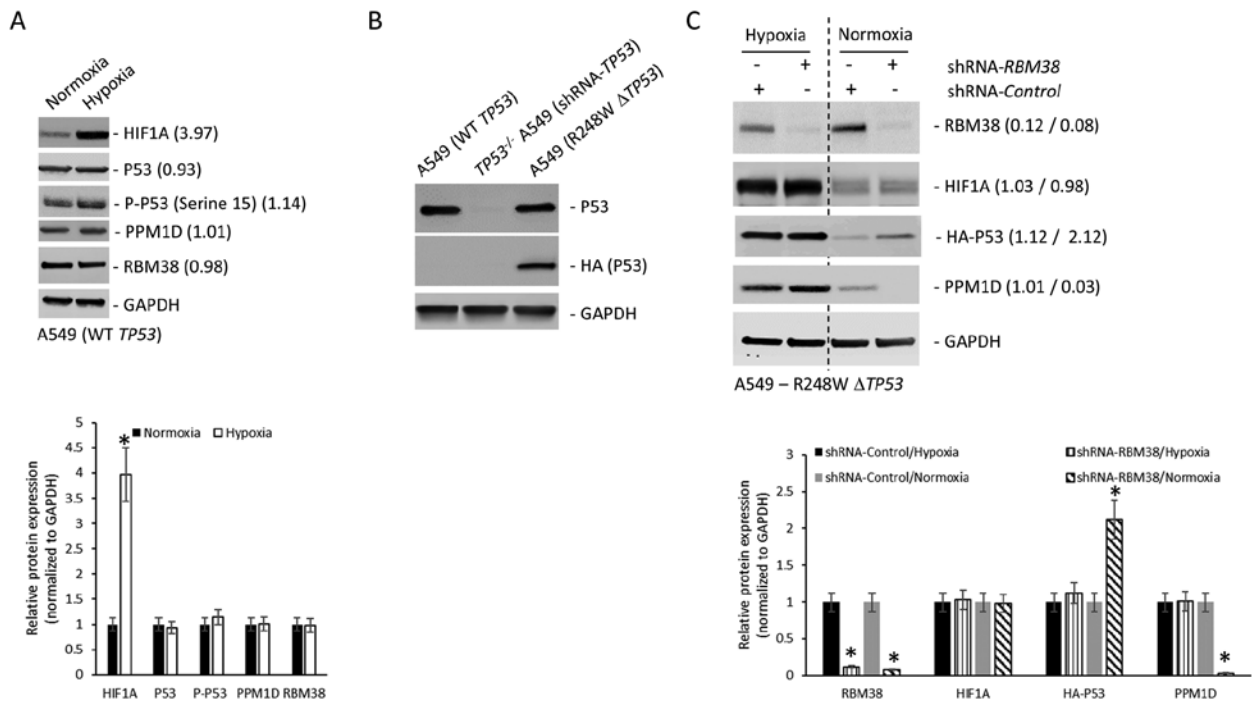 A
Normoxia
Hypoxia
- HIF1A (3.97)
- P53 (0.93)
- P-P53 (Serine 15) (1.14)
- PPM1D (1.01)
- RBM38 (0.98)
- GAPDH
A549 (WT TP53)
B
A549 (WT TP53)
TP53-/- A549 (shRNA-TP53)
A549 (R248W ΔTP53)
- P53
- HA (P53)
- GAPDH
C
Hypoxia Normoxia
- + - + shRNA-RBM38
+ - + - shRNA-Control
- RBM38 (0.12 / 0.08)
- HIF1A (1.03 / 0.98)
- HA-P53 (1.12 / 2.12)
- PPM1D (1.01 / 0.03)
- GAPDH
A549 – R248W ΔTP53
Relative protein expression
(normalized to GAPDH)
5
4.5
4
3.5
3
2.5
2
1.5
1
0.5
0
Normoxia Hypoxia
*
HIF1A P53 P-P53 PPM1D RBM38
Relative protein expression
(normalized to GAPDH)
3
2.5
2
1.5
1
0.5
0
shRNA-Control/Hypoxia shRNA-RBM38/Hypoxia
shRNA-Control/Normoxia shRNA-RBM38/Normoxia
*
* * *
RBM38 HIF1A HA-P53 PPM1D